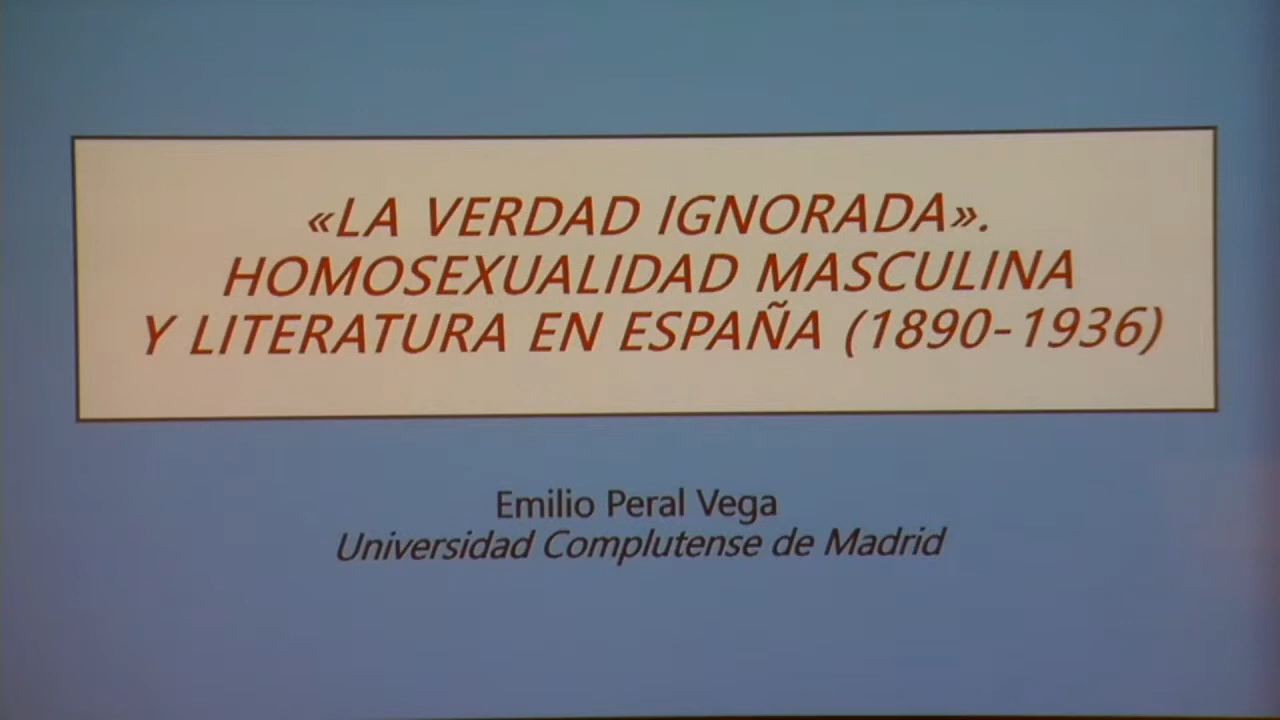 «LA VERDAD IGNORADA».
HOMOSEXUALIDAD MASCULINA
Y LITERATURA EN ESPAÑA (1890-1936)
Emilio Peral Vega
Universidad Complutense de Madrid